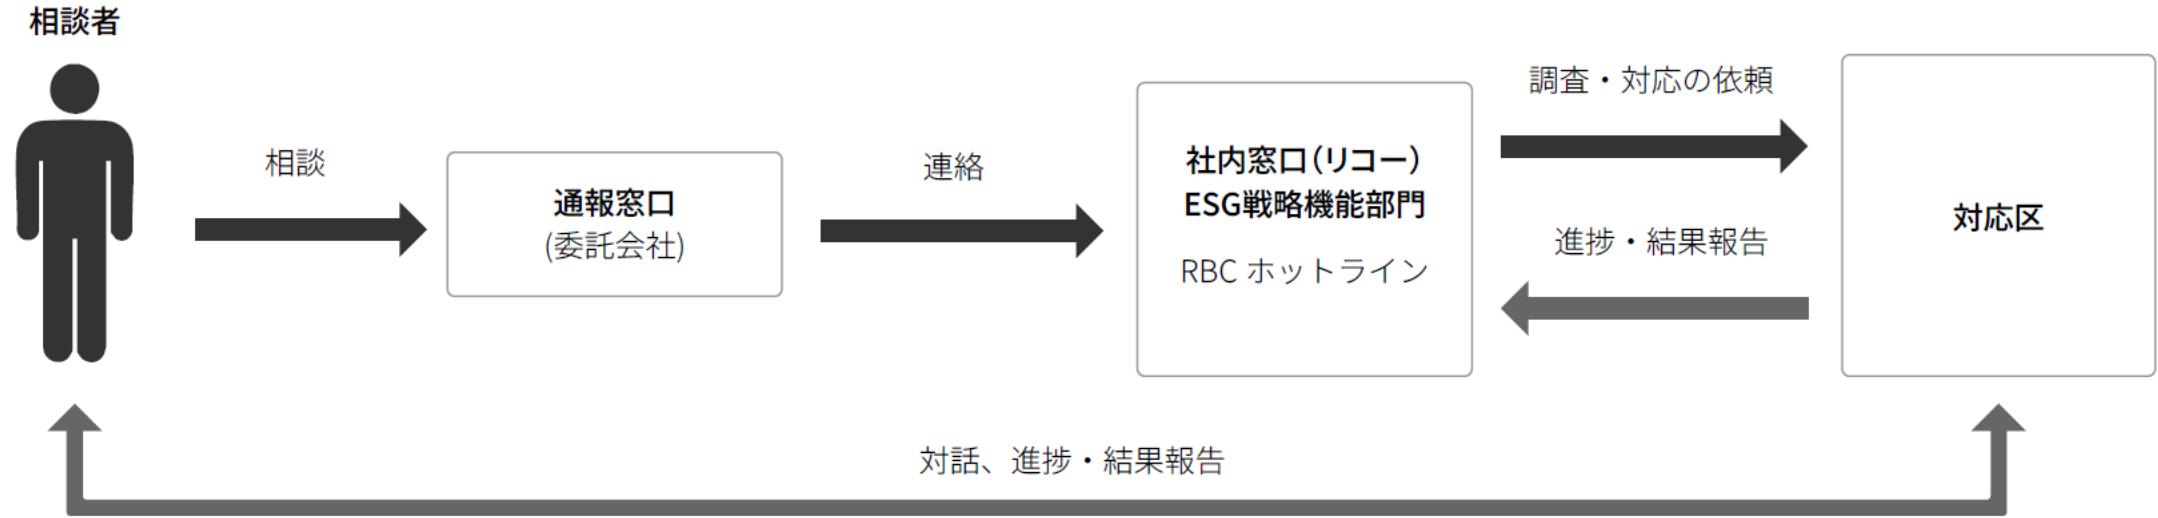 相談者
相談
通報窓口
(委託会社)
連絡
社内窓口(リコー)
ESG戦略機能部門
RBC ホットライン
調査・対応の依頼
進捗・結果報告
対応区
対話、進捗・結果報告